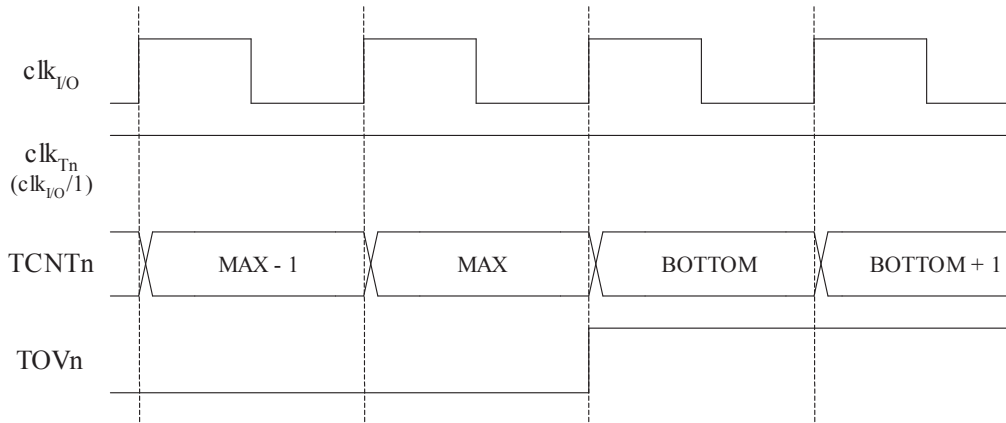 clk_I/O
clk_Tn
(clk_I/O/1)
TCNTn MAX - 1 MAX BOTTOM BOTTOM + 1
TOVn